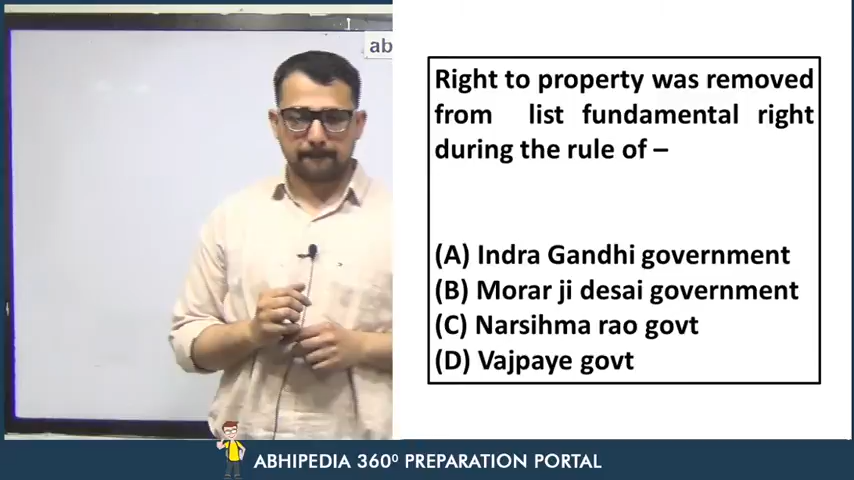 ab
Right to property was removed
from list fundamental right
during the rule of –
(A) Indra Gandhi government
(B) Morar ji desai government
(C) Narsihma rao govt
(D) Vajpaye govt
ABHIPEDIA 360⁰ PREPARATION PORTAL